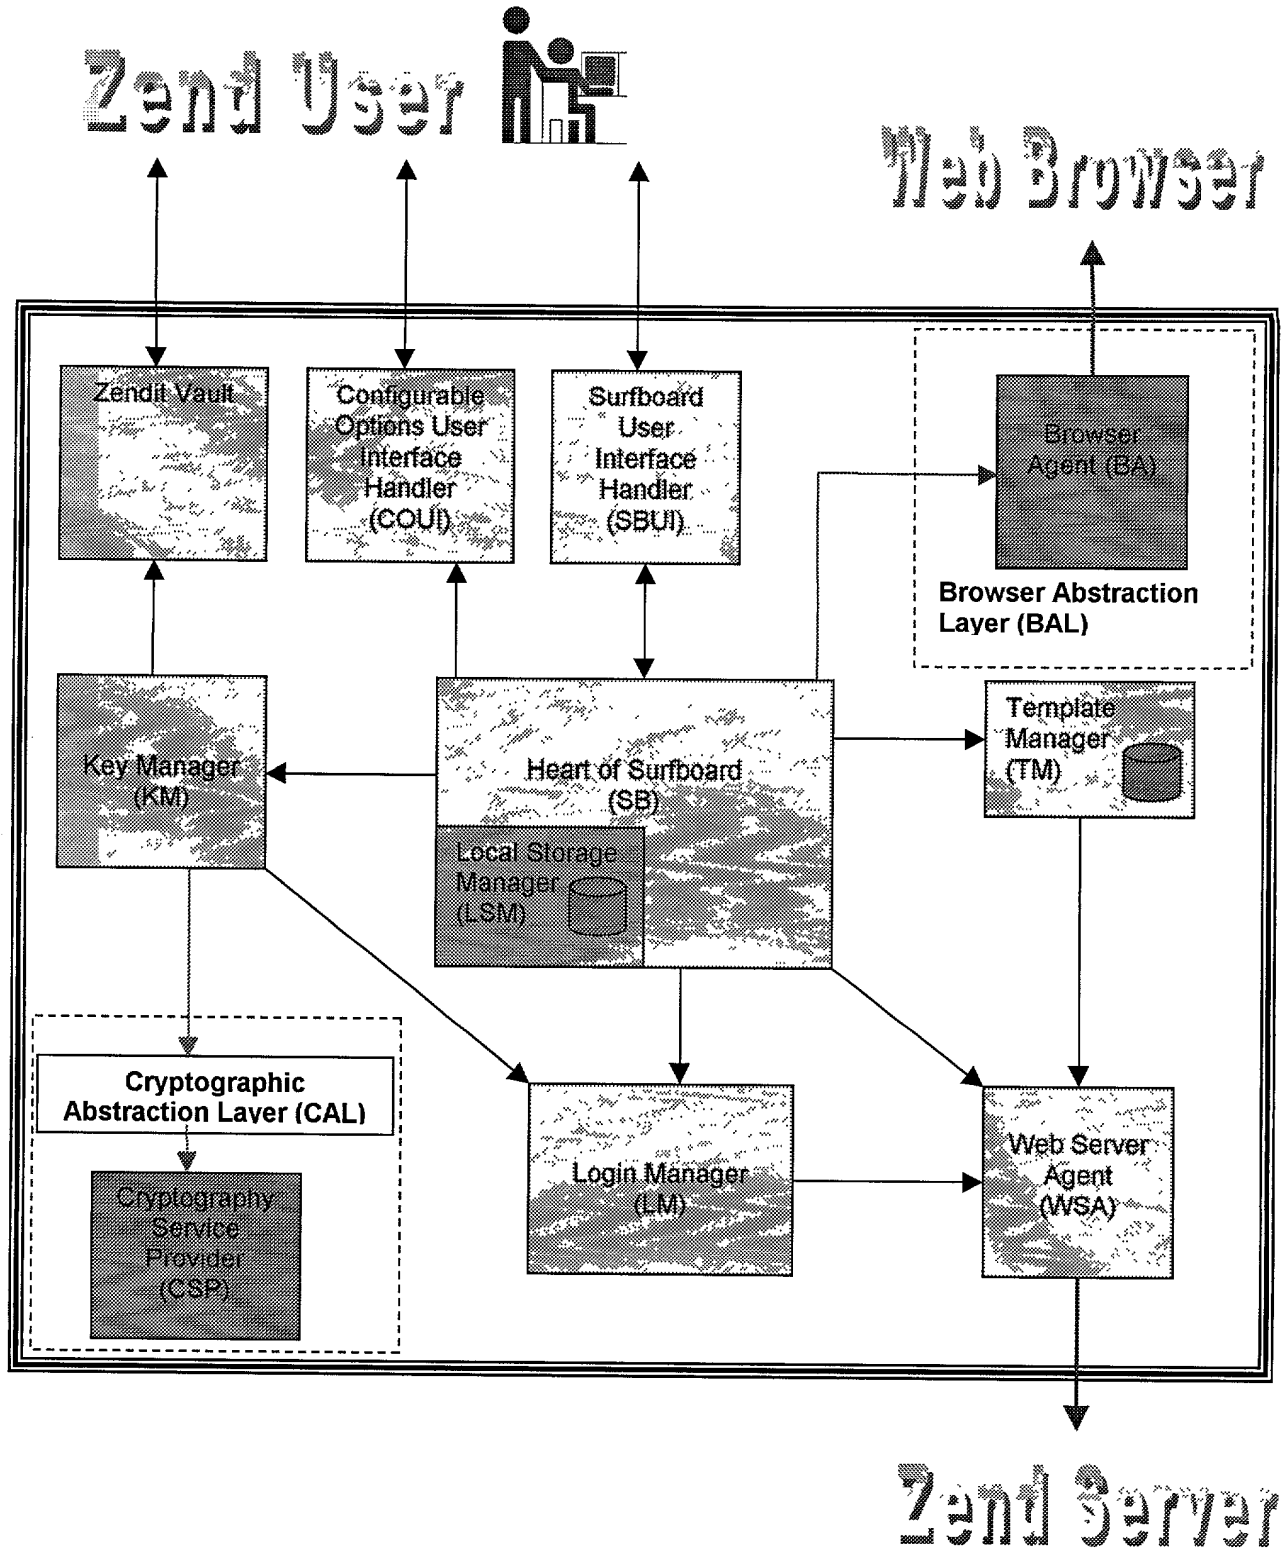 Zend User
Web Browser
Zendit Vault
Configurable
Options User
Interface
Handler
(COUI)
Surfboard
User
Interface
Handler
(SBUI)
Browser
Agent (BA)
Browser Abstraction
Layer (BAL)
Key Manager
(KM)
Heart of Surfboard
(SB)
Local Storage
Manager
(LSM)
Template
Manager
(TM)
Cryptographic
Abstraction Layer (CAL)
Cryptography
Service
Provider
(CSP)
Login Manager
(LM)
Web Server
Agent
(WSA)
Zend Server